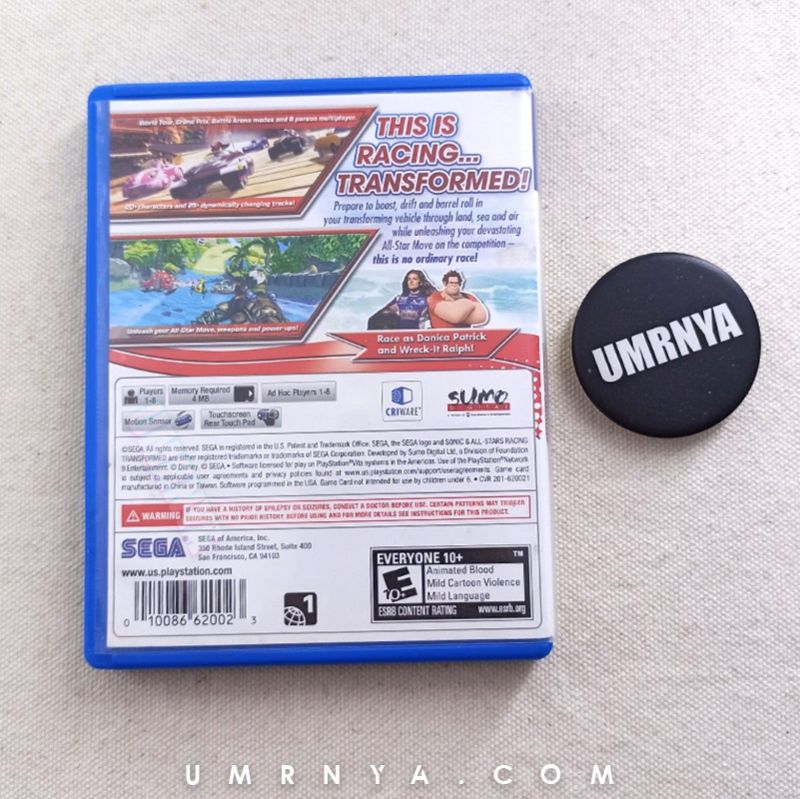 World Tour, Grand Prix, Battle Arena modes and 8 person multiplayer.
20+ characters and 25+ dynamically changing tracks!
THIS IS
RACING...
TRANSFORMED!
Prepare to boost, drift and barrel roll in
your transforming vehicle through land, sea and air
while unleashing your devastating
All-Star Move on the competition –
this is no ordinary race!
Unleash your All-Star Move, weapons and power-ups!
Race as Danica Patrick
and Wreck-It Ralph!
Players
1-8
Memory Required
4 MB
Ad Hoc Players 1-8
Motion Sensor
Touchscreen
Rear Touch Pad
CRIWARE™
sumo
DIGITAL
©SEGA. All rights reserved. SEGA is registered in the U.S. Patent and Trademark Office. SEGA, the SEGA logo and SONIC & ALL-STARS RACING
TRANSFORMED are either registered trademarks or trademarks of SEGA Corporation. Developed by Sumo Digital Ltd, a Division of Foundation
9 Entertainment. © Disney. © SEGA. • Software licensed for play on PlayStation®Vita systems in the Americas. Use of the PlayStation®Network
is subject to applicable user agreements and privacy policies found at www.us.playstation.com/support/useragreements. Game card
manufactured in China or Taiwan. Software programmed in the USA. Game Card not intended for use by children under 6. • CVR 201-620021
WARNING
IF YOU HAVE A HISTORY OF EPILEPSY OR SEIZURES, CONSULT A DOCTOR BEFORE USE. CERTAIN PATTERNS MAY TRIGGER
SEIZURES WITH NO PRIOR HISTORY. BEFORE USING AND FOR MORE DETAILS SEE INSTRUCTIONS FOR THIS PRODUCT.
SEGA
SEGA of America, Inc.
350 Rhode Island Street, Suite 400
San Francisco, CA 94103
www.us.playstation.com
0 10086 62002 3
1
EVERYONE 10+
™
E
10+
Animated Blood
Mild Cartoon Violence
Mild Language
ESRB CONTENT RATING www.esrb.org
UMRNYA
UMRNYA.COM